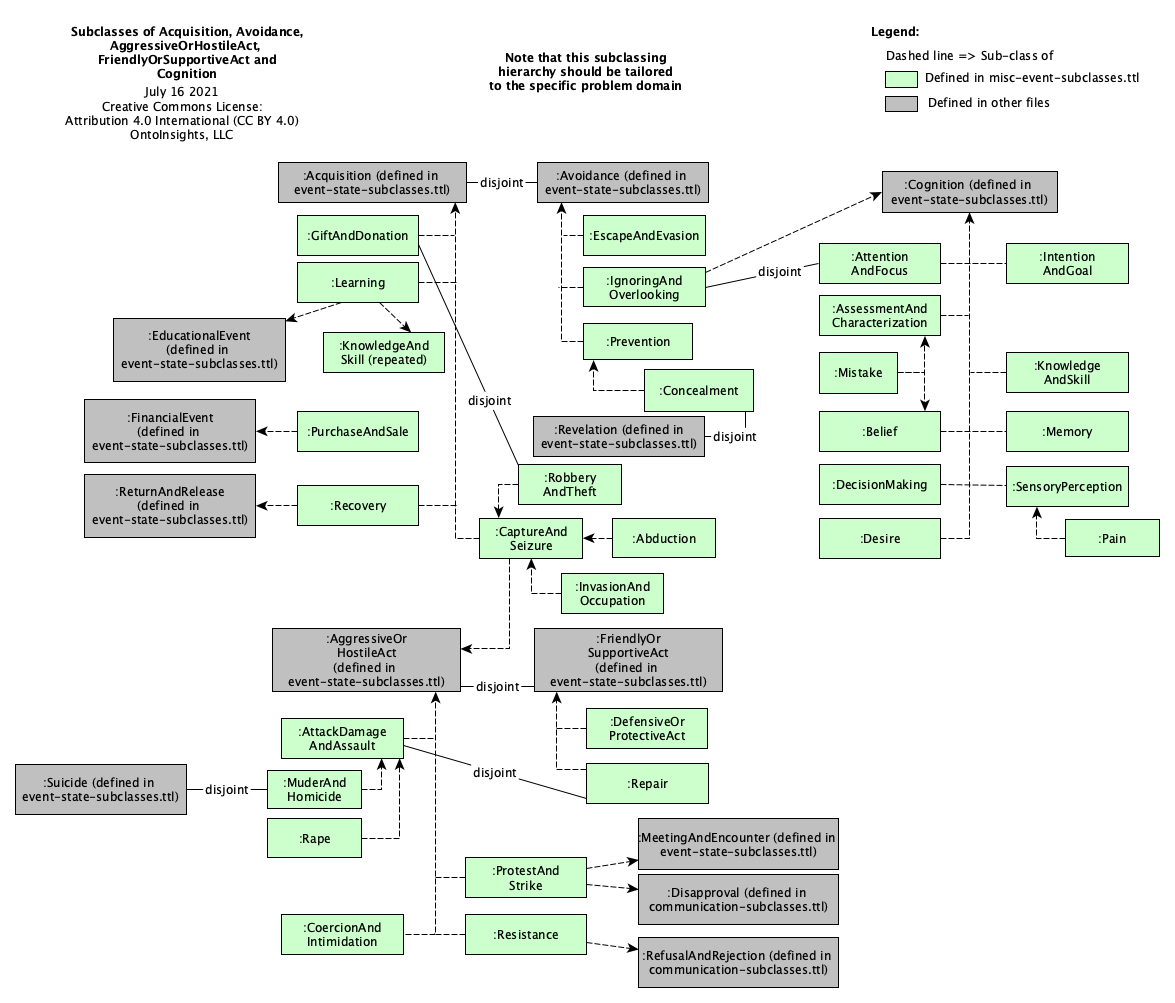 Subclasses of Acquisition, Avoidance,
AggressiveOrHostileAct,
FriendlyOrSupportiveAct and
Cognition
July 16 2021
Creative Commons License:
Attribution 4.0 International (CC BY 4.0)
OntoInsights, LLC
Note that this subclassing
hierarchy should be tailored
to the specific problem domain
Legend:
Dashed line => Sub-class of
Defined in misc-event-subclasses.ttl
Defined in other files
:Acquisition (defined in
event-state-subclasses.ttl)
disjoint
:Avoidance (defined in
event-state-subclasses.ttl)
:Cognition (defined in
event-state-subclasses.ttl)
:GiftAndDonation
:EscapeAndEvasion
:Learning
:IgnoringAnd
Overlooking
disjoint
:Attention
AndFocus
:Intention
AndGoal
:EducationalEvent
(defined in
event-state-subclasses.ttl)
:KnowledgeAnd
Skill (repeated)
:Prevention
:AssessmentAnd
Characterization
:Concealment
:Mistake
:Knowledge
AndSkill
disjoint
:FinancialEvent
(defined in
event-state-subclasses.ttl)
:PurchaseAndSale
:Revelation (defined in
event-state-subclasses.ttl)
disjoint
:Belief
:Memory
:ReturnAndRelease
(defined in
event-state-subclasses.ttl)
:Recovery
:Robbery
AndTheft
:DecisionMaking
:SensoryPerception
:CaptureAnd
Seizure
:Abduction
:Desire
:Pain
:InvasionAnd
Occupation
:AggressiveOr
HostileAct
(defined in
event-state-subclasses.ttl)
disjoint
:FriendlyOr
SupportiveAct
(defined in
event-state-subclasses.ttl)
:AttackDamage
AndAssault
:DefensiveOr
ProtectiveAct
disjoint
:Repair
:Suicide (defined in
event-state-subclasses.ttl)
disjoint
:MuderAnd
Homicide
:Rape
:MeetingAndEncounter (defined in
event-state-subclasses.ttl)
:ProtestAnd
Strike
:Disapproval (defined in
communication-subclasses.ttl)
:CoercionAnd
Intimidation
:Resistance
:RefusalAndRejection (defined in
communication-subclasses.ttl)